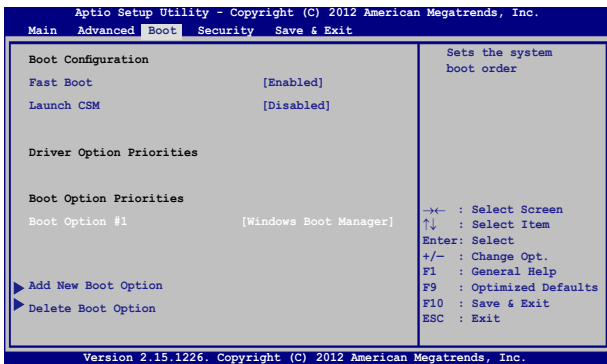 Aptio Setup Utility - Copyright (C) 2012 American Megatrends, Inc.
Main Advanced Boot Security Save & Exit
Boot Configuration
Fast Boot [Enabled]
Launch CSM [Disabled]
Driver Option Priorities
Boot Option Priorities
Boot Option #1 [Windows Boot Manager]
Add New Boot Option
Delete Boot Option
Sets the system
boot order
→← : Select Screen
↑↓ : Select Item
Enter: Select
+/— : Change Opt.
F1 : General Help
F9 : Optimized Defaults
F10 : Save & Exit
ESC : Exit
Version 2.15.1226. Copyright (C) 2012 American Megatrends, Inc.